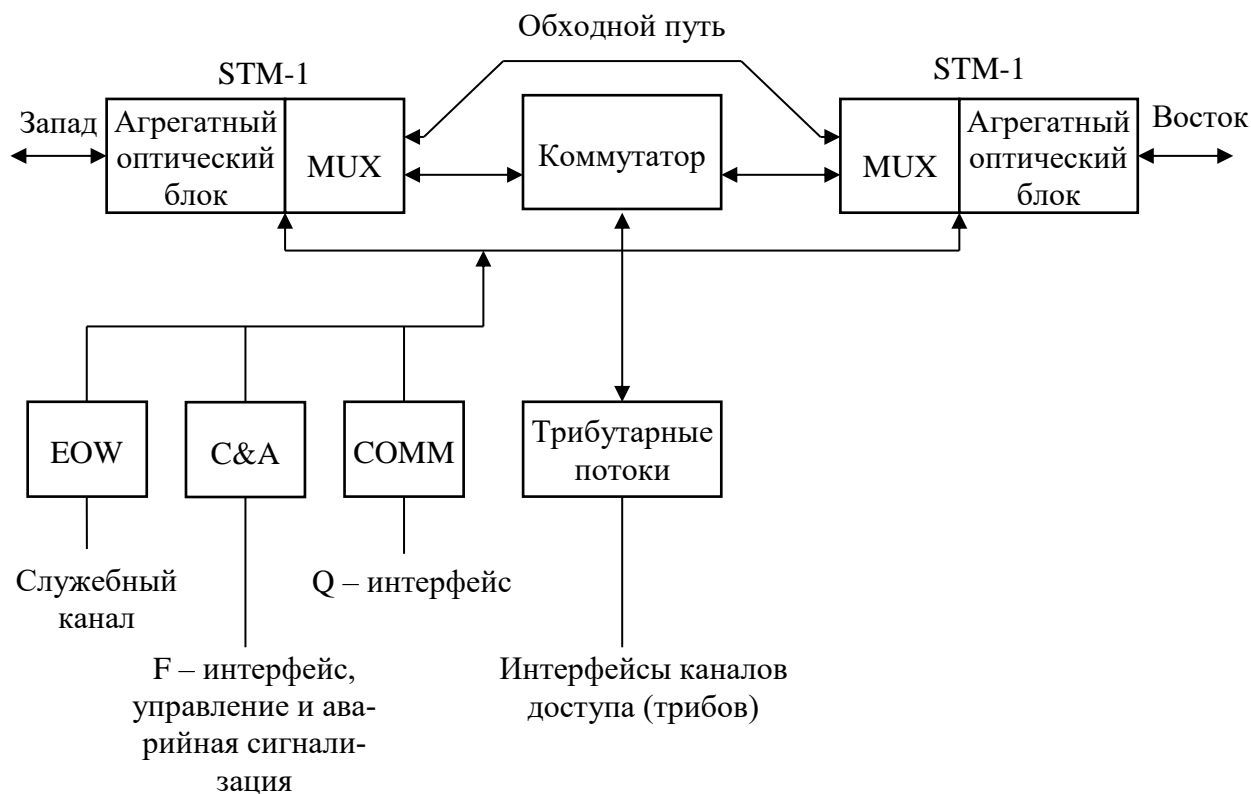 Обходной путь
STM-1
STM-1
Запад
Агрегатный
оптический
блок
MUX
Коммутатор
MUX
Агрегатный
оптический
блок
Восток
EOW
C&A
COMM
Трибутарные
потоки
Служебный
канал
Q – интерфейс
F – интерфейс,
управление и ава-
рийная сигнали-
зация
Интерфейсы каналов
доступа (трибов)